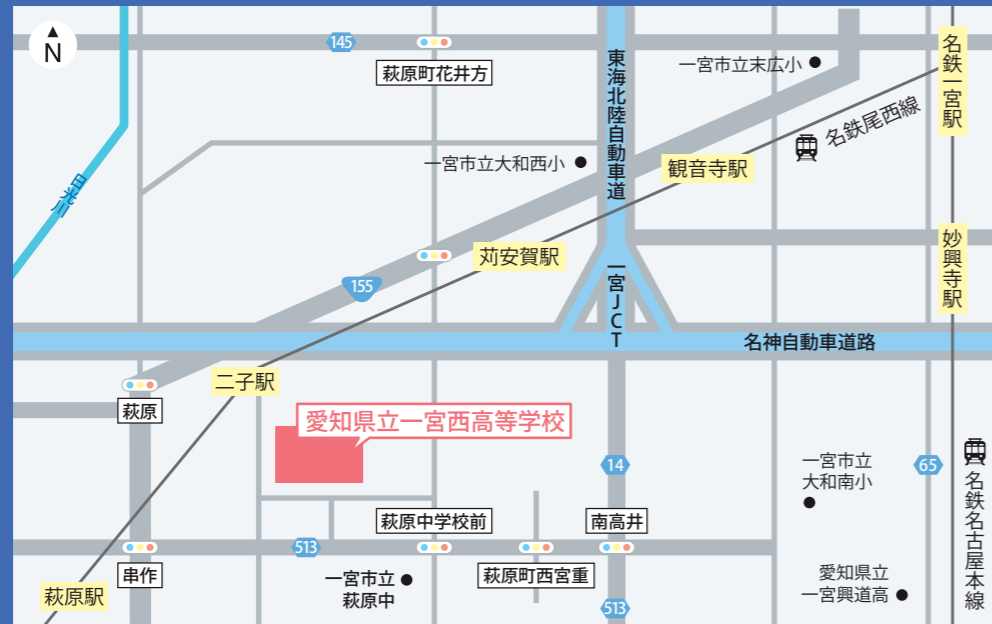 N
145
萩原町花井方
東海北陸自動車道
一宮市立末広小
名鉄一宮駅
名鉄尾西線
一宮市立大和西小
観音寺駅
日光川
苅安賀駅
妙興寺駅
155
一宮JCT
名神自動車道路
二子駅
萩原
愛知県立一宮西高等学校
14
一宮市立
大和南小
65
名鉄名古屋本線
萩原中学校前
南高井
513
串作
一宮市立
萩原中
萩原町西宮重
愛知県立
一宮興道高
萩原駅
513